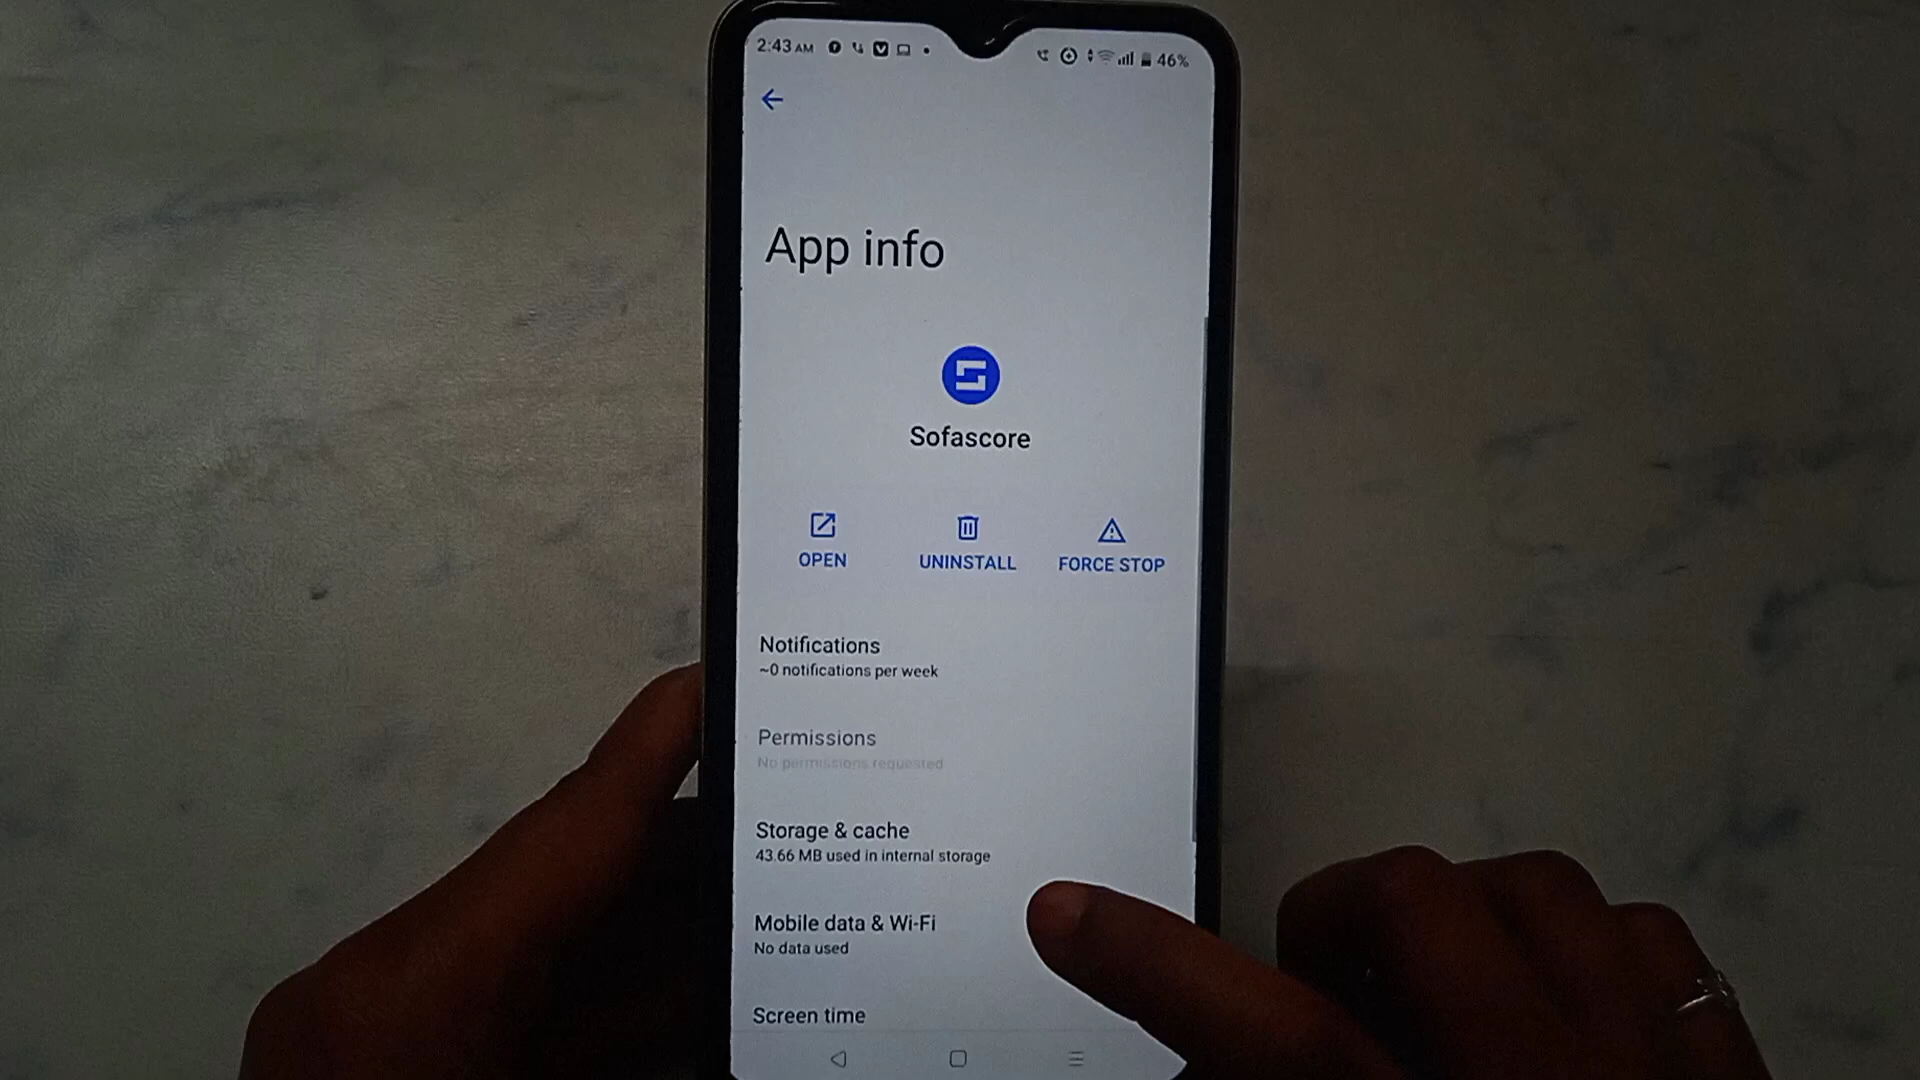 2:43 AM
46%
App info
Sofascore
OPEN
UNINSTALL
FORCE STOP
Notifications
~0 notifications per week
Permissions
No permissions requested
Storage & cache
43.66 MB used in internal storage
Mobile data & Wi-Fi
No data used
Screen time